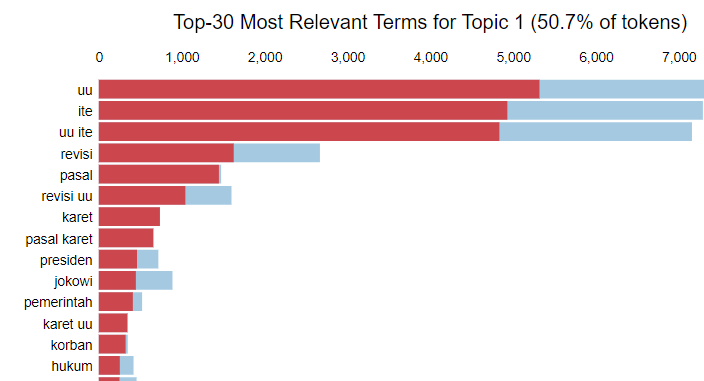 Top-30 Most Relevant Terms for Topic 1 (50.7% of tokens)
0 1,000 2,000 3,000 4,000 5,000 6,000 7,000
uu
ite
uu ite
revisi
pasal
revisi uu
karet
pasal karet
presiden
jokowi
pemerintah
karet uu
korban
hukum